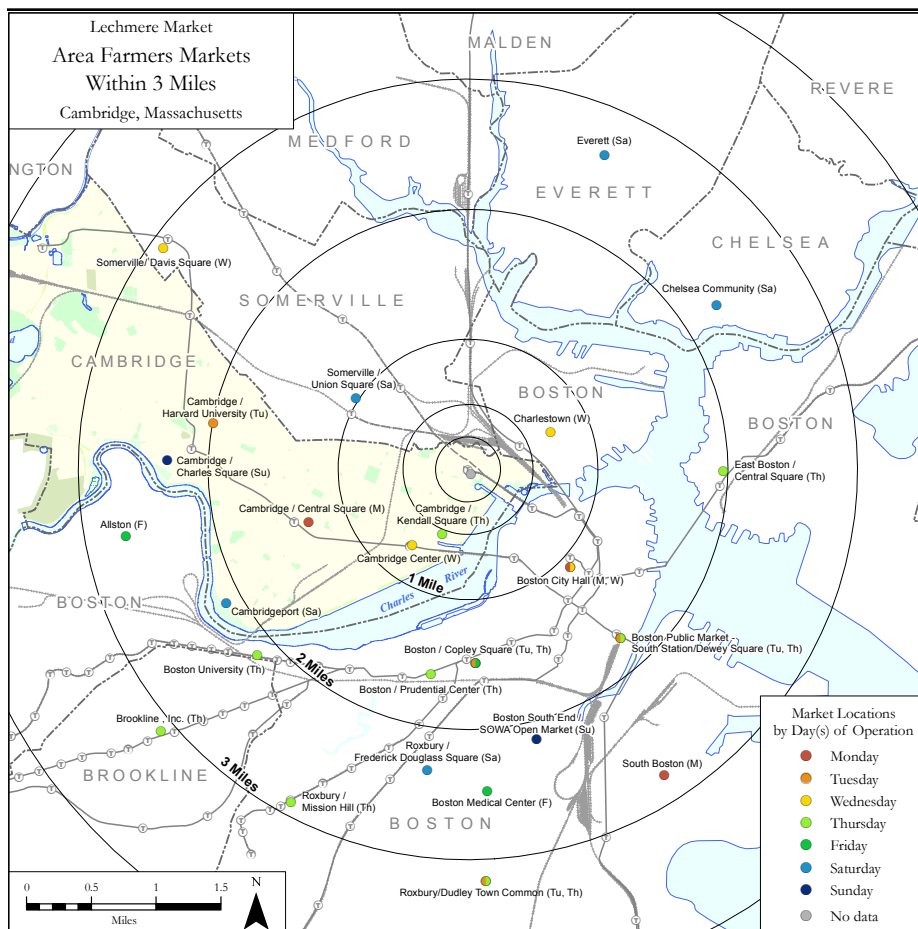 Lechmere Market
Area Farmers Markets
Within 3 Miles
Cambridge, Massachusetts
MALDEN
REVERE
MEDFORD
Everett (Sa)
NGTON
EVERETT
CHELSEA
Somerville/ Davis Square (W)
Chelsea Community (Sa)
SOMERVILLE
CAMBRIDGE
Somerville /
Union Square (Sa)
BOSTON
Cambridge /
Harvard University (Tu)
Charlestown (W)
BOSTON
Cambridge /
Charles Square (Su)
East Boston /
Central Square (Th)
Cambridge / Central Square (M)
Cambridge /
Kendall Square (Th)
Allston (F)
Cambridge Center (W)
Boston City Hall (M, W)
1 Mile
Charles River
BOSTON
Cambridgeport (Sa)
Boston / Copley Square (Tu, Th)
Boston Public Market -
South Station/Dewey Square (Tu, Th)
2 Miles
Boston University (Th)
Boston / Prudential Center (Th)
Brookline , Inc. (Th)
Boston South End /
SOWA Open Market (Su)
Roxbury /
Frederick Douglass Square (Sa)
South Boston (M)
BROOKLINE
3 Miles
Roxbury /
Mission Hill (Th)
Boston Medical Center (F)
BOSTON
Roxbury/Dudley Town Common (Tu, Th)
Market Locations
by Day(s) of Operation
Monday
Tuesday
Wednesday
Thursday
Friday
Saturday
Sunday
No data
0 0.5 1 1.5
Miles
N
T